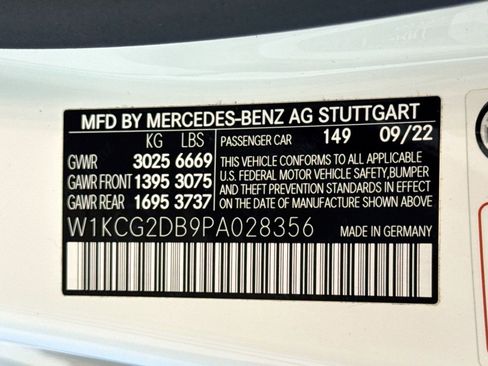 MFD BY MERCEDES-BENZ AG STUTTGART
KG LBS PASSENGER CAR 149 09/22
GVWR 3025 6669
GAWR FRONT 1395 3075
GAWR REAR 1695 3737
THIS VEHICLE CONFORMS TO ALL APPLICABLE
U.S. FEDERAL MOTOR VEHICLE SAFETY,BUMPER
AND THEFT PREVENTION STANDARDS IN EFFECT
ON THE DATE OF MANUFACTURE SHOWN ABOVE
W1KCG2DB9PA028356 MADE IN GERMANY